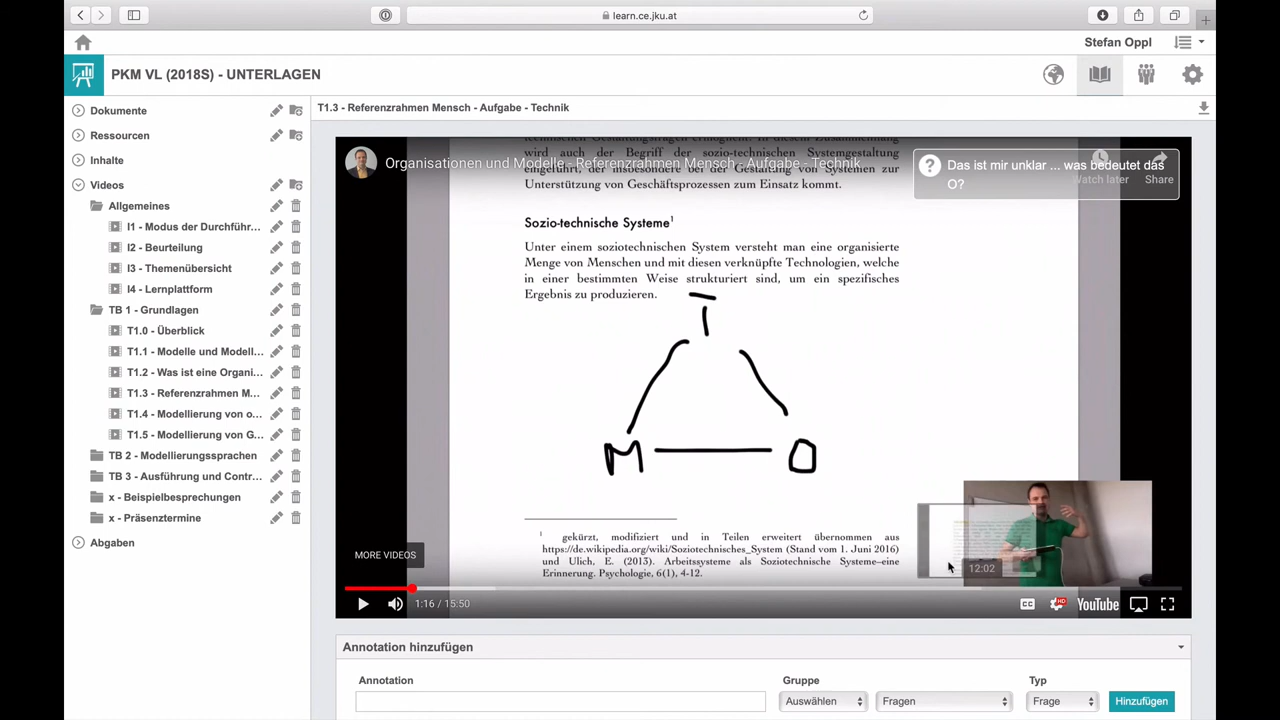 learn.ce.jku.at
Stefan Oppl
PKM VL (2018S) - UNTERLAGEN
Dokumente
Ressourcen
Inhalte
Videos
Allgemeines
I1 - Modus der Durchführ...
I2 - Beurteilung
I3 - Themenübersicht
I4 - Lernplattform
TB 1 - Grundlagen
T1.0 - Überblick
T1.1 - Modelle und Modell...
T1.2 - Was ist eine Organi...
T1.3 - Referenzrahmen M...
T1.4 - Modellierung von o...
T1.5 - Modellierung von G...
TB 2 - Modellierungssprachen
TB 3 - Ausführung und Contr...
x - Beispielbesprechungen
x - Präsenztermine
Abgaben
T1.3 - Referenzrahmen Mensch - Aufgabe - Technik
Organisationen und Modelle - Referenzrahmen Mensch - Aufgabe - Technik
Das ist mir unklar ... was bedeutet das
O?
Watch later Share
wird auch der Begriff der sozio-technischen Systemgestaltung
eingeführt, der insbesondere bei der Gestaltung von Systemen zur
Unterstützung von Geschäftsprozessen zum Einsatz kommt.
Sozio-technische Systeme1
Unter einem soziotechnischen System versteht man eine organisierte
Menge von Menschen und mit diesen verknüpfte Technologien, welche
in einer bestimmten Weise strukturiert sind, um ein spezifisches
Ergebnis zu produzieren.
T
M O
1 gekürzt, modifiziert und in Teilen erweitert übernommen aus
https://de.wikipedia.org/wiki/Soziotechnisches_System (Stand vom 1. Juni 2016)
und Ulich, E. (2013). Arbeitssysteme als Soziotechnische Systeme–eine
Erinnerung. Psychologie, 6(1), 4-12.
MORE VIDEOS
12:02
1:16 / 15:50
CC HD YouTube
Annotation hinzufügen
Annotation Gruppe Typ
Auswählen Fragen Frage Hinzufügen